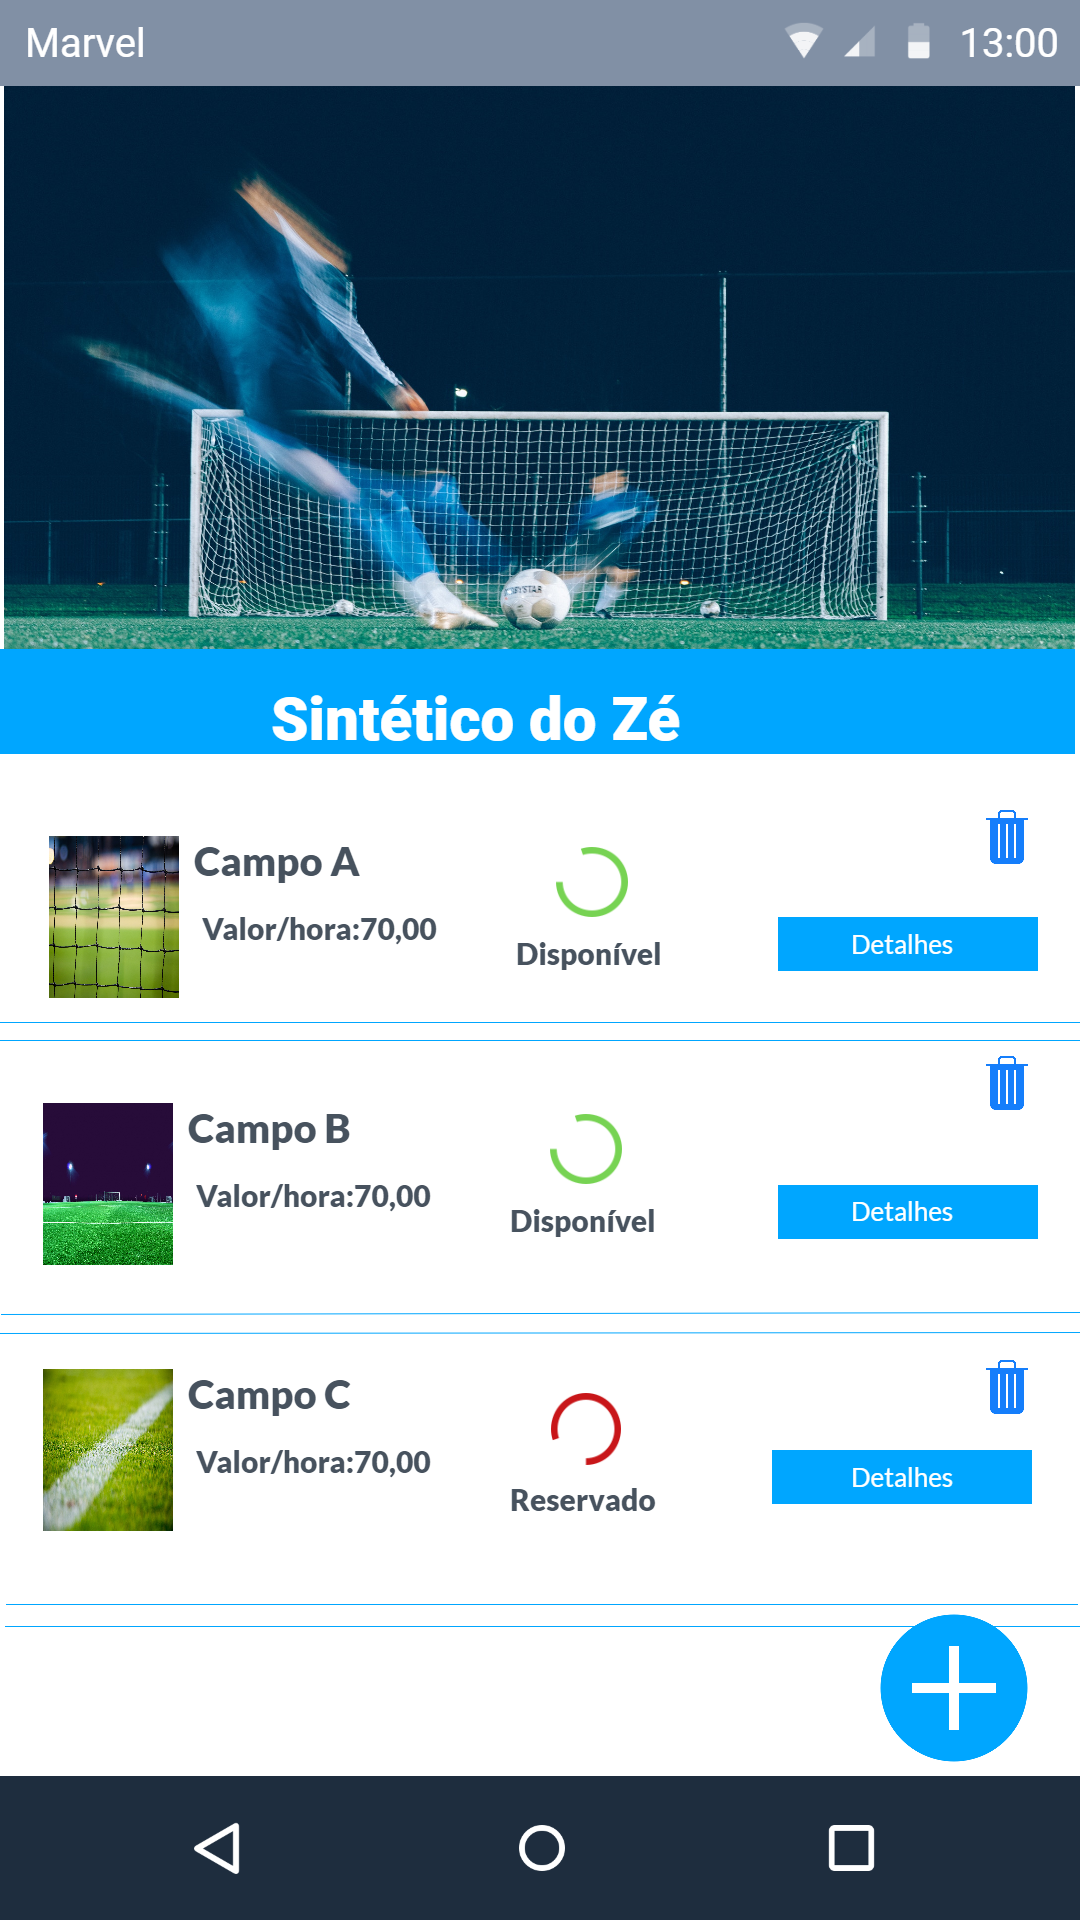 Marvel 13:00
Sintético do Zé
Campo A
Valor/hora:70,00
Disponível
Detalhes
Campo B
Valor/hora:70,00
Disponível
Detalhes
Campo C
Valor/hora:70,00
Reservado
Detalhes